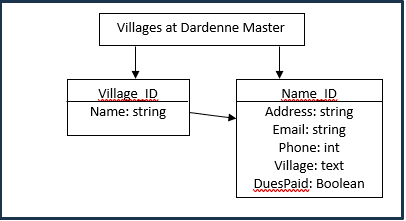 Villages at Dardenne Master
Village_ID
Name: string
Name_ID
Address: string
Email: string
Phone: int
Village: text
DuesPaid: Boolean